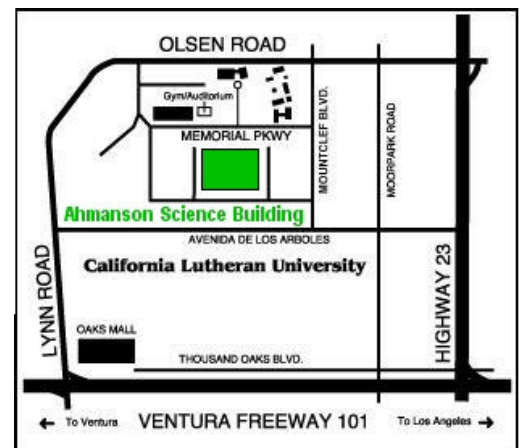 OLSEN ROAD
Gym/Auditorium
MEMORIAL PKWY
MOUNTCLEF BLVD.
MOORPARK ROAD
Ahmanson Science Building
AVENIDA DE LOS ARBOLES
California Lutheran University
LYNN ROAD
HIGHWAY 23
OAKS MALL
THOUSAND OAKS BLVD.
To Ventura
VENTURA FREEWAY 101
To Los Angeles